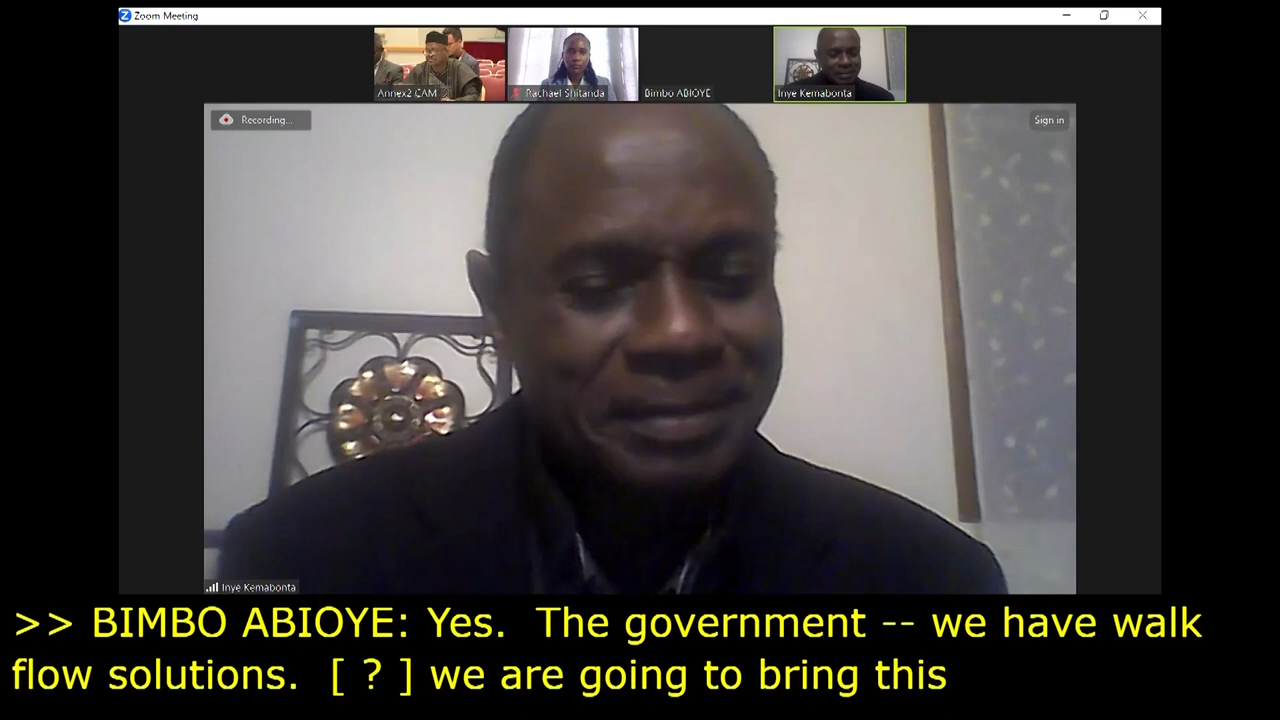 Zoom Meeting
Annex2 CAM
Rachael Shitanda
Bimbo ABIOYE
Inye Kemabonta
Recording...
Sign in
Inye Kemabonta
>> BIMBO ABIOYE: Yes.  The government -- we have walk
flow solutions.  [ ? ] we are going to bring this